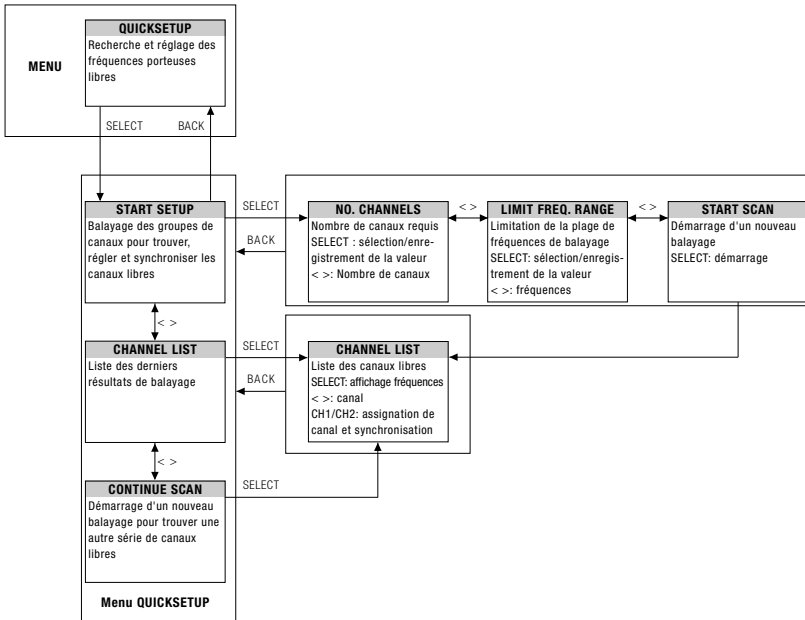 QUICKSETUP
Recherche et réglage des
fréquences porteuses
libres
MENU
SELECT
BACK
START SETUP
Balayage des groupes de
canaux pour trouver,
régler et synchroniser les
canaux libres
SELECT
BACK
NO. CHANNELS
Nombre de canaux requis
SELECT : sélection/enre-
gistrement de la valeur
< >: Nombre de canaux
< >
LIMIT FREQ. RANGE
Limitation de la plage de
fréquences de balayage
SELECT: sélection/enregis-
trement de la valeur
< >: fréquences
< >
START SCAN
Démarrage d'un nouveau
balayage
SELECT: démarrage
< >
CHANNEL LIST
Liste des derniers
résultats de balayage
SELECT
BACK
CHANNEL LIST
Liste des canaux libres
SELECT: affichage fréquences
< >: canal
CH1/CH2: assignation de
canal et synchronisation
< >
CONTINUE SCAN
Démarrage d'un nouveau
balayage pour trouver une
autre série de canaux
libres
SELECT
Menu QUICKSETUP